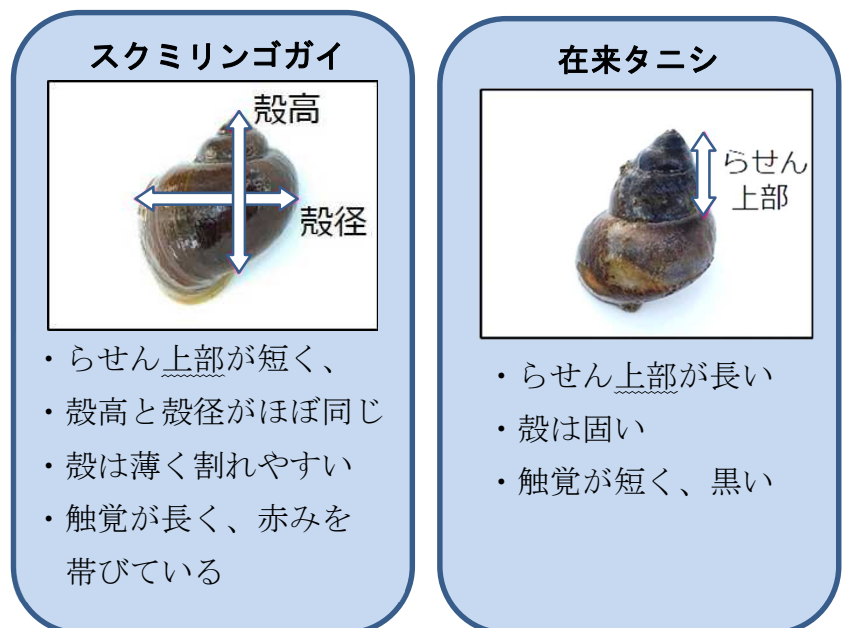 スクミリンゴガイ
殻高
殻径
・らせん上部が短く、
・殻高と殻径がほぼ同じ
・殻は薄く割れやすい
・触覚が長く、赤みを
帯びている
在来タニシ
らせん
上部
・らせん上部が長い
・殻は固い
・触覚が短く、黒い